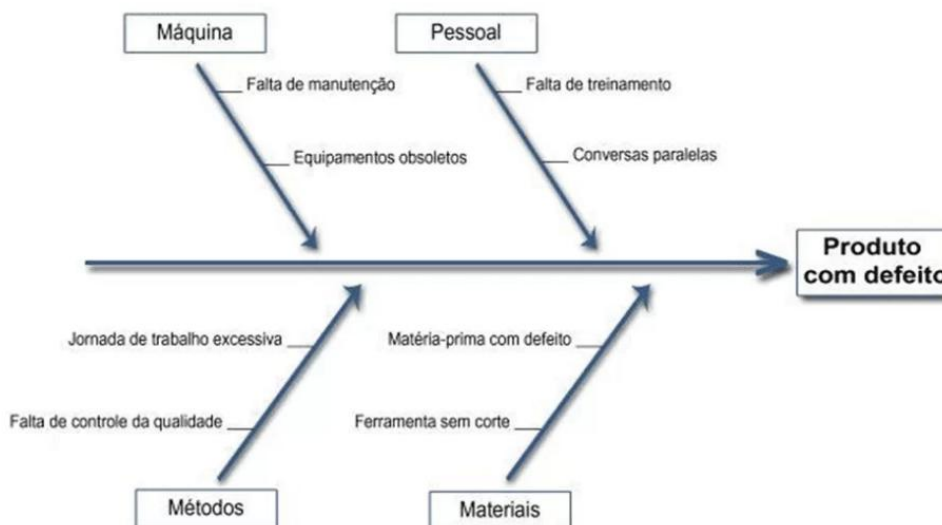 Máquina
Pessoal
Falta de manutenção
Falta de treinamento
Equipamentos obsoletos
Conversas paralelas
Produto
com defeito
Jornada de trabalho excessiva
Matéria-prima com defeito
Falta de controle da qualidade
Ferramenta sem corte
Métodos
Materiais